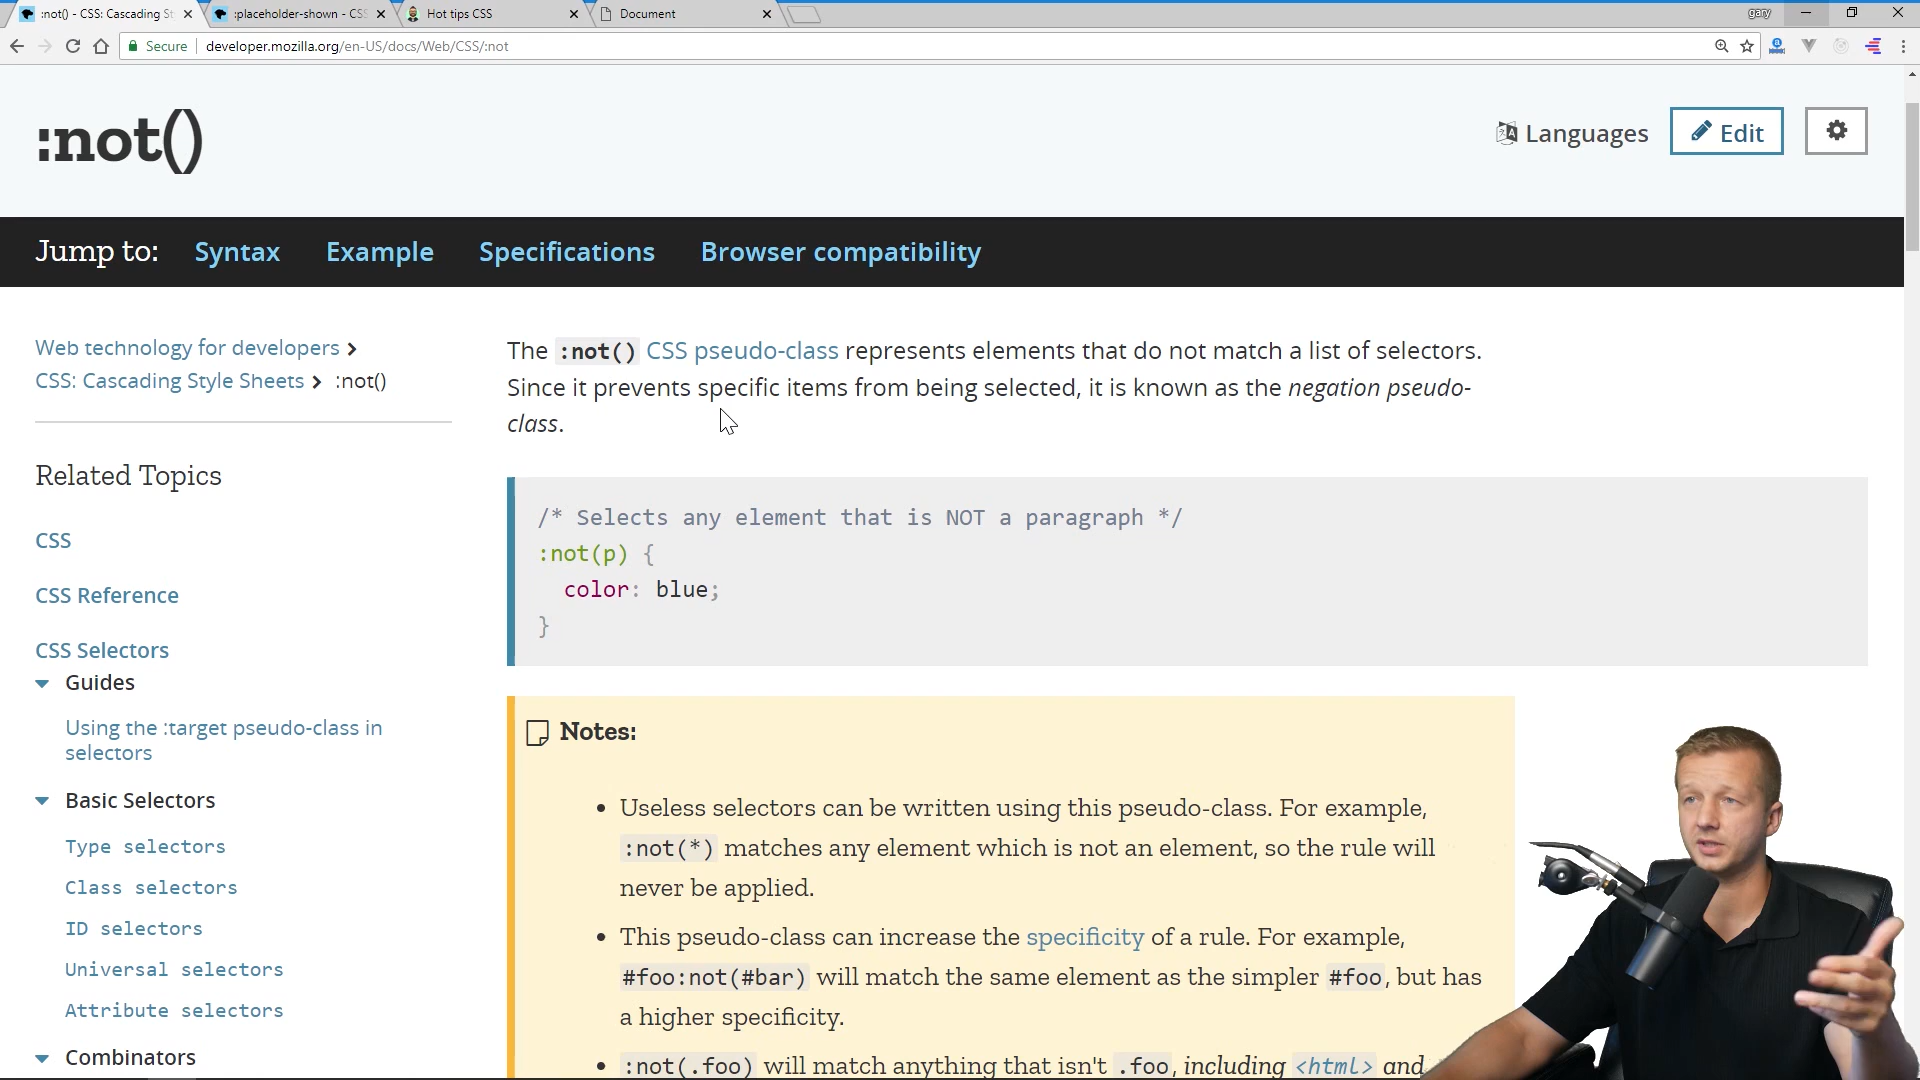 :not() - CSS: Cascading St
:placeholder-shown - CSS
Hot tips CSS
Document
gary
Secure
developer.mozilla.org/en-US/docs/Web/CSS/:not
:not()
Languages
Edit
Jump to:
Syntax
Example
Specifications
Browser compatibility
Web technology for developers
CSS: Cascading Style Sheets
:not()
Related Topics
CSS
CSS Reference
CSS Selectors
Guides
Using the :target pseudo-class in
selectors
Basic Selectors
Type selectors
Class selectors
ID selectors
Universal selectors
Attribute selectors
Combinators
The :not() CSS pseudo-class represents elements that do not match a list of selectors.
Since it prevents specific items from being selected, it is known as the negation pseudo-
class.
/* Selects any element that is NOT a paragraph */
:not(p) {
color: blue;
}
Notes:
• Useless selectors can be written using this pseudo-class. For example,
:not(*) matches any element which is not an element, so the rule will
never be applied.
• This pseudo-class can increase the specificity of a rule. For example,
#foo:not(#bar) will match the same element as the simpler #foo, but has
a higher specificity.
• :not(.foo) will match anything that isn't .foo, including <html> and